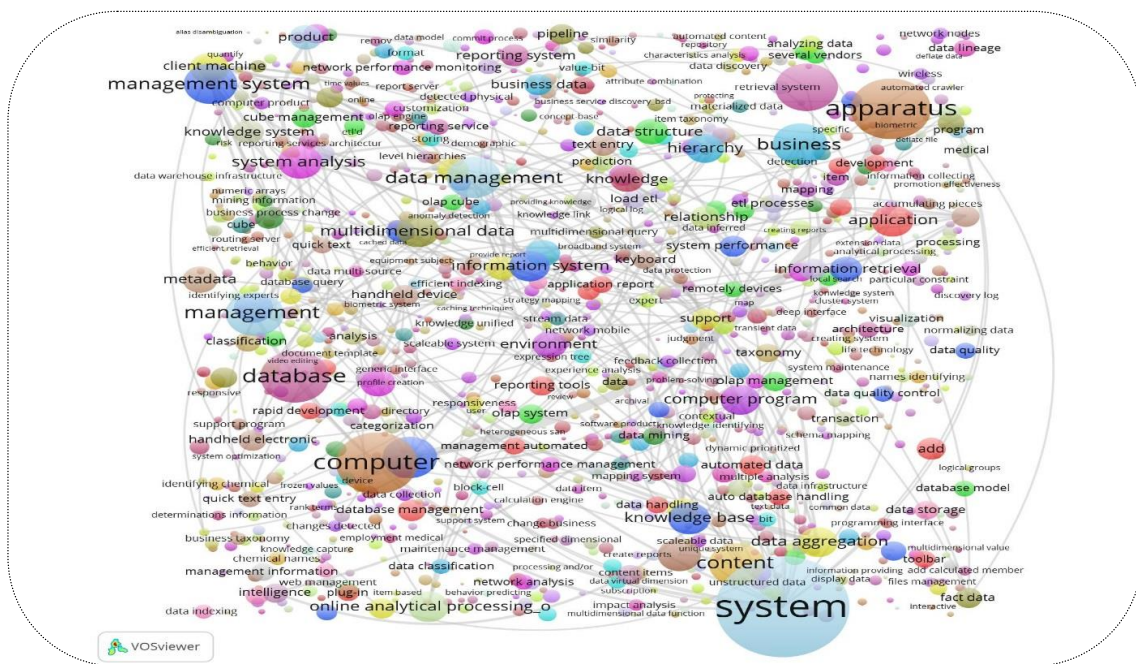 alias disambiguation
product
remov
data model
commit process
pipeline
similarity
automated content
repository
network nodes
quantify
format
reporting system
characteristics analysis
analyzing data
several vendors
data lineage
deflate data
client machine
network performance monitoring
value-bit
data discovery
wireless
management system
time values
report server
business data
attribute combination
retrieval system
automated crawler
detected physical
online
computer product
customization
business service discovery
bsd
protecting
materialized data
apparatus
cube management
olap engine
concept-base
item taxonomy
biometric
knowledge system
etl'd
reporting service
data structure
specific
program
risk
reporting services architectur
storing
demographic
text entry
hierarchy
business
deflate file
medical
system analysis
level hierarchies
prediction
detection
development
data warehouse infrastructure
data management
knowledge
item
information collecting
mapping
promotion effectiveness
numeric arrays
mining information
olap cube
providing knowledge
load etl
etl processes
accumulating pieces
business process change
anomaly detection
knowledge link
logical log
relationship
application
cube
multidimensional data
multidimensional query
data inferred
creating reports
routing server
quick text
cached data
broadband system
system performance
extension data
processing
efficient retrieval
provide report
analytical processing
behavior
equipment subject
information system
keyboard
information retrieval
data multi-source
data protection
local search
metadata
database query
efficient indexing
application report
remotely devices
particular constraint
identifying experts
handheld device
strategy mapping
expert
map
knowledge system
cluster system
discovery log
biometric system
caching techniques
deep interface
management
stream data
support
visualization
knowledge unified
network mobile
transient data
architecture
normalizing data
classification
analysis
scaleable system
environment
judgment
creating system
document template
expression tree
taxonomy
life technology
data quality
video editing
generic interface
experience analysis
feedback collection
system maintenance
database
profile creation
reporting tools
data
problem-solving
olap management
names identifying
responsive
review
computer program
data quality control
rapid development
directory
responsiveness
user
olap system
archival
contextual
transaction
support program
categorization
software product
knowledge identifying
handheld electronic
heterogeneous san
data mining
schema mapping
system optimization
management automated
dynamic prioritized
add
computer
network performance management
automated data
logical groups
identifying chemical
frozen values
device
block-cell
data item
mapping system
multiple analysis
data infrastructure
database model
quick text entry
data collection
calculation engine
auto database handling
rank terms
database management
data handling
text data
common data
data storage
determinations information
support system
knowledge base
bit
changes detected
change business
programming interface
business taxonomy
employment medical
specified dimensional
scaleable data
data aggregation
knowledge capture
maintenance management
create reports
unique system
multidimensional value
chemical names
data classification
content
toolbar
management information
processing and/or
content items
information providing
add calculated member
web management
network analysis
data virtual dimension
unstructured data
display data
files management
intelligence
plug-in
item based
behavior predicting
subscription
fact data
data indexing
online analytical processing_o
impact analysis
system
interactive
multidimensional data function
VOSviewer